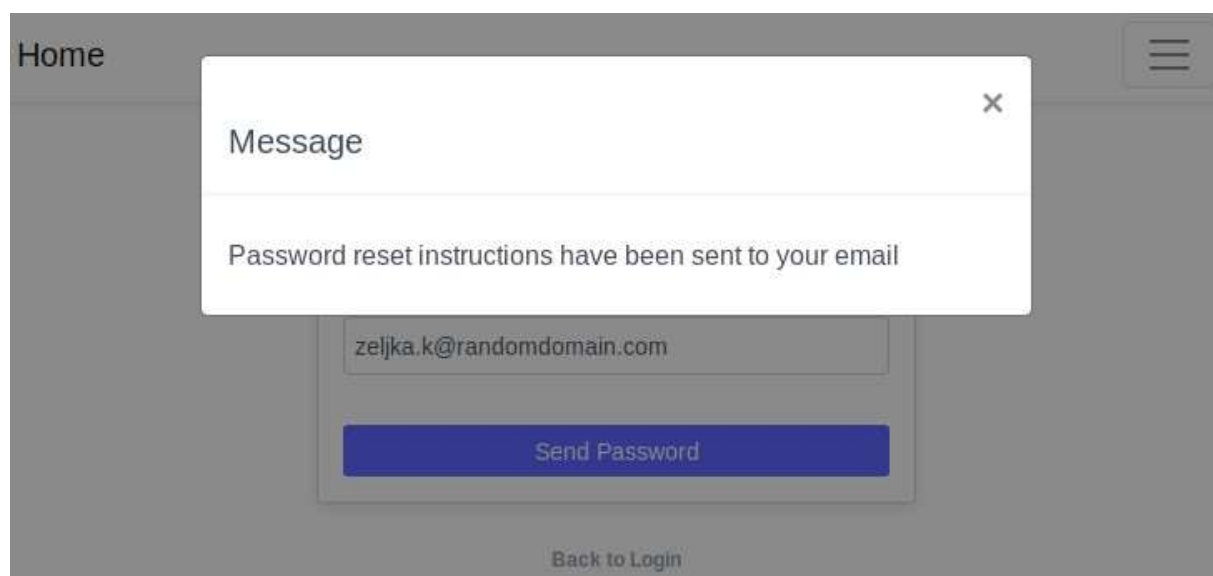 Home
×
Message
Password reset instructions have been sent to your email
zeljka.k@randomdomain.com
Send Password
Back to Login